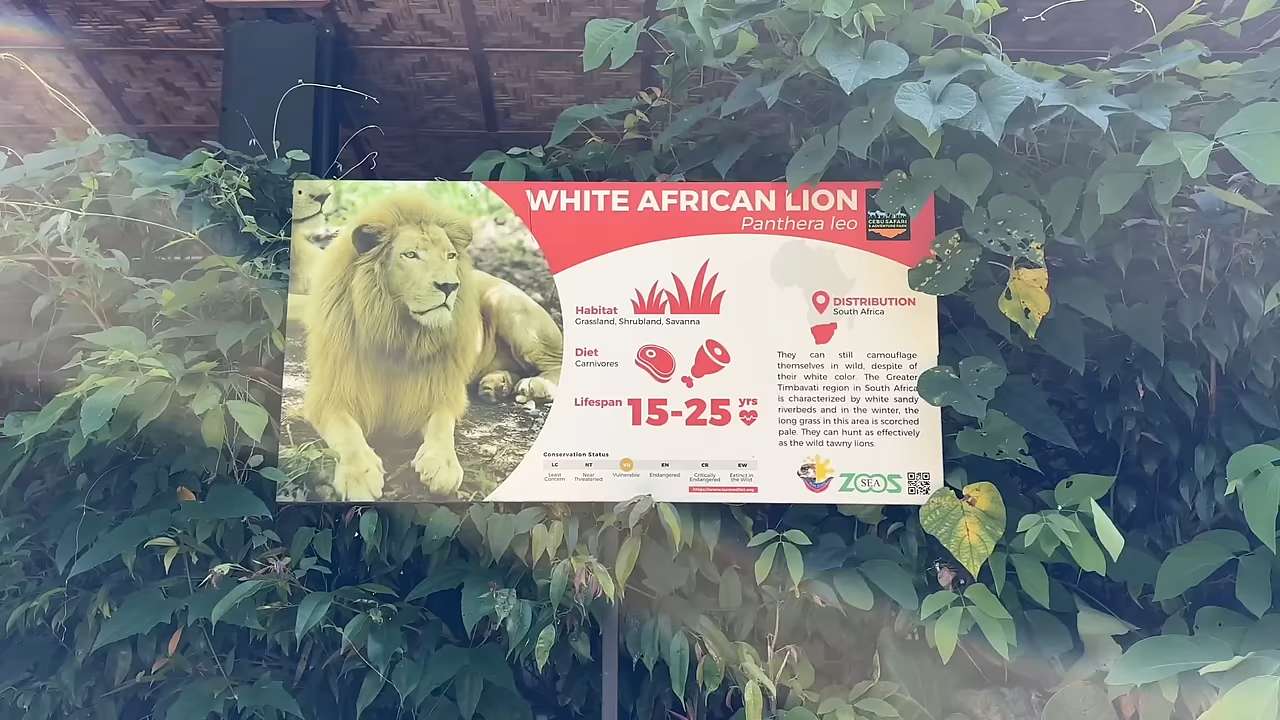 WHITE AFRICAN LION
Panthera leo
CEBU SAFARI
& ADVENTURE PARK
Habitat
Grassland, Shrubland, Savanna
Diet
Carnivores
Lifespan 15-25 yrs
DISTRIBUTION
South Africa
They can still camouflage
themselves in wild, despite of
their white color. The Greater
Timbavati region in South Africa
is characterized by white sandy
riverbeds and in the winter, the
long grass in this area is scorched
pale. They can hunt as effectively
as the wild tawny lions.
Conservation Status
LC NT VU EN CR EW
Least Concern Near Threatened Vulnerable Endangered Critically Endangered Extinct in the Wild
SEA ZOOS